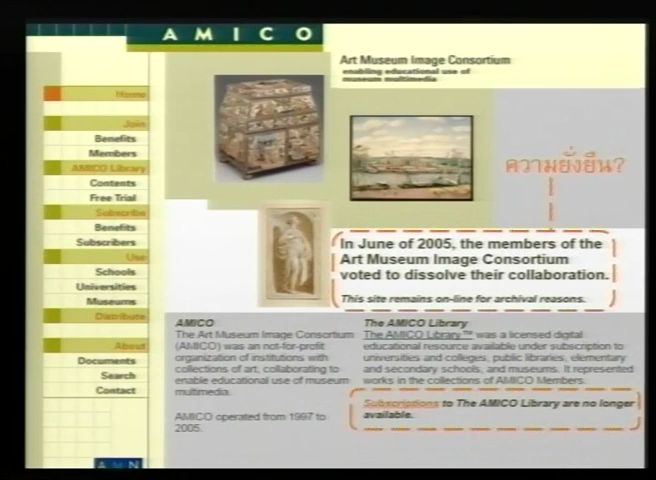 AMICO
Art Museum Image Consortium
enabling educational use of
museum multimedia
Home
Join
Benefits
Members
AMICO Library
Contents
Free Trial
Subscribe
Benefits
Subscribers
Use
Schools
Universities
Museums
Distribute
About
Documents
Search
Contact
ความยั่งยืน?
In June of 2005, the members of the
Art Museum Image Consortium
voted to dissolve their collaboration.
This site remains on-line for archival reasons.
AMICO
The Art Museum Image Consortium
(AMICO) was an not-for-profit
organization of institutions with
collections of art, collaborating to
enable educational use of museum
multimedia.
AMICO operated from 1997 to
2005.
The AMICO Library
The AMICO Library™ was a licensed digital
educational resource available under subscription to
universities and colleges, public libraries, elementary
and secondary schools, and museums. It represented
works in the collections of AMICO Members.
Subscriptions to The AMICO Library are no longer
available.